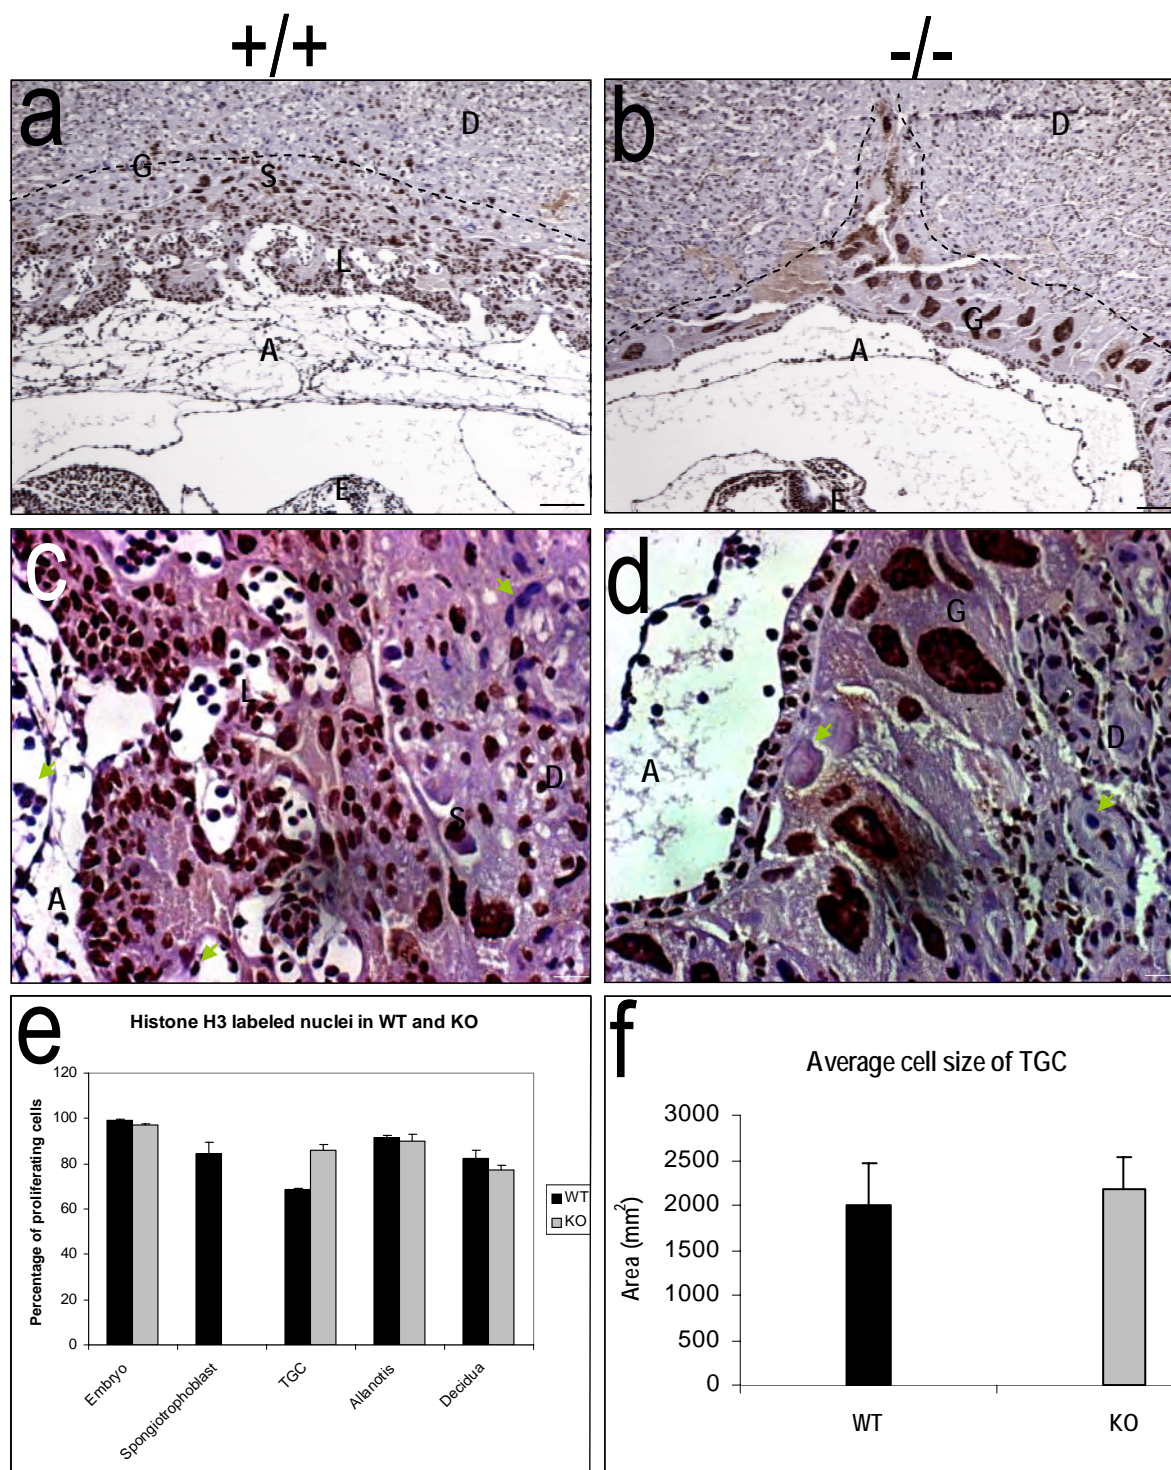 +/+
-/-
a
D
G
S
L
A
E
b
D
G
A
E
c
L
D
S
A
d
G
D
A
e
Histone H3 labeled nuclei in WT and KO
Percentage of proliferating cells
120
100
80
60
40
20
0
Embryo
Spongiotrophoblast
TGC
Allanotis
Decidua
WT
KO
f
Average cell size of TGC
Area (mm²)
3000
2500
2000
1500
1000
500
0
WT
KO